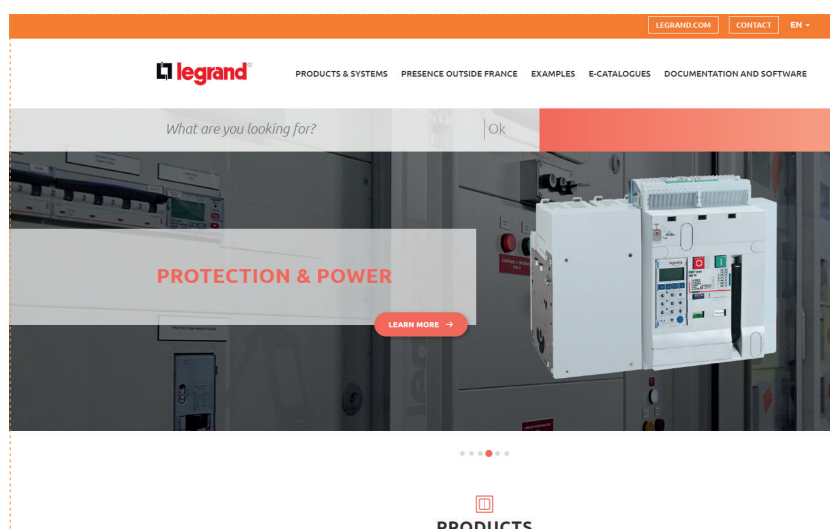 LEGRAND.COM CONTACT EN
legrand®
PRODUCTS & SYSTEMS PRESENCE OUTSIDE FRANCE EXAMPLES E-CATALOGUES DOCUMENTATION AND SOFTWARE
What are you looking for? Ok
PROTECTION & POWER
LEARN MORE →
PRODUCTS